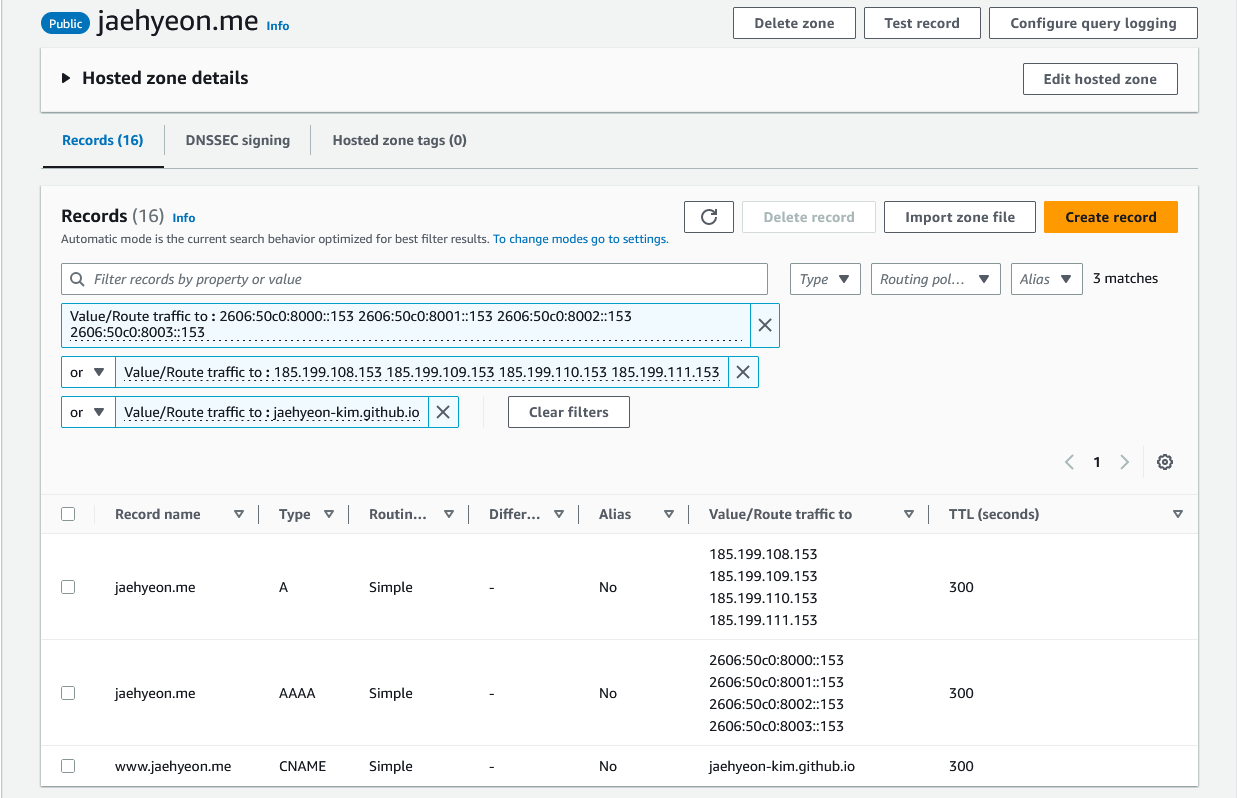 Public jaehyeon.me Info Delete zone Test record Configure query logging
Hosted zone details Edit hosted zone
Records (16) DNSSEC signing Hosted zone tags (0)
Records (16) Info Delete record Import zone file Create record
Automatic mode is the current search behavior optimized for best filter results. To change modes go to settings.
Filter records by property or value Type Routing pol... Alias 3 matches
Value/Route traffic to : 2606:50c0:8000::153 2606:50c0:8001::153 2606:50c0:8002::153
2606:50c0:8003::153
or Value/Route traffic to : 185.199.108.153 185.199.109.153 185.199.110.153 185.199.111.153
or Value/Route traffic to : jaehyeon-kim.github.io Clear filters
1
Record name Type Routin... Differ... Alias Value/Route traffic to TTL (seconds)
185.199.108.153
185.199.109.153
jaehyeon.me A Simple - No 300
185.199.110.153
185.199.111.153
2606:50c0:8000::153
2606:50c0:8001::153
jaehyeon.me AAAA Simple - No 300
2606:50c0:8002::153
2606:50c0:8003::153
www.jaehyeon.me CNAME Simple - No jaehyeon-kim.github.io 300